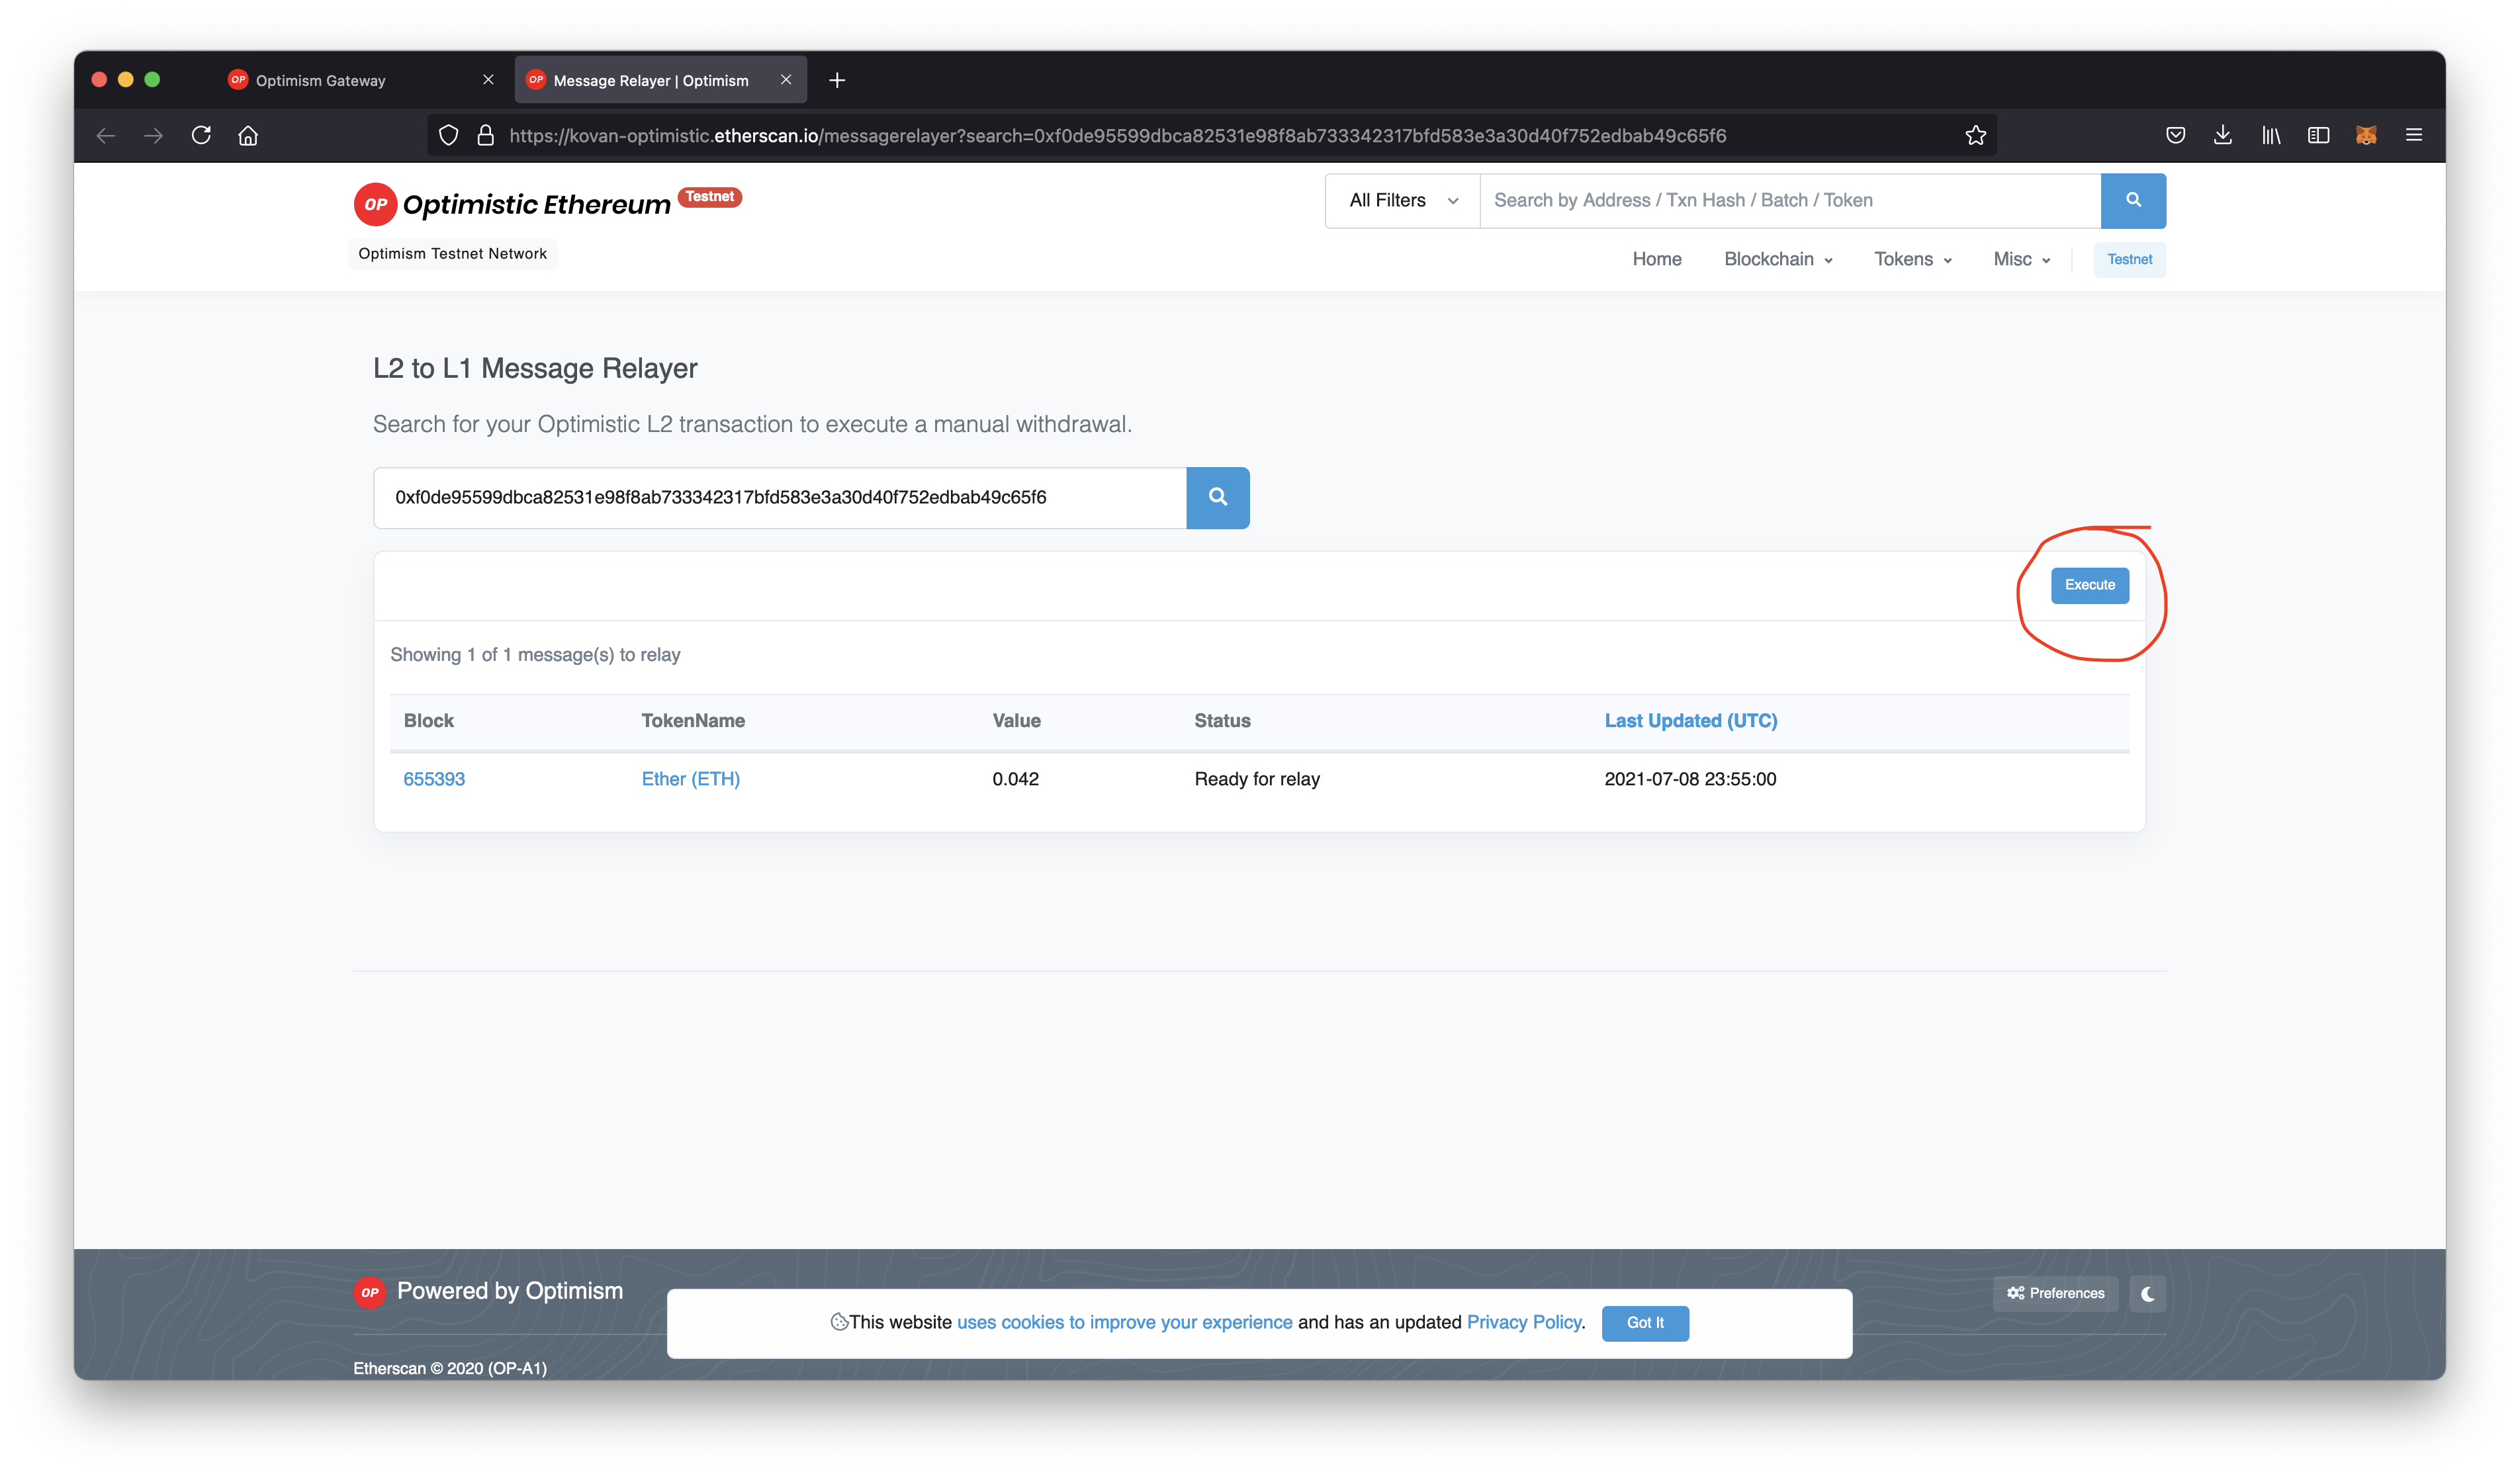 OP Optimism Gateway
OP Message Relayer | Optimism
https://kovan-optimistic.etherscan.io/messagerelayer?search=0xf0de95599dbca82531e98f8ab733342317bfd583e3a30d40f752edbab49c65f6
OP Optimistic Ethereum Testnet
Optimism Testnet Network
All Filters Search by Address / Txn Hash / Batch / Token
Home Blockchain Tokens Misc Testnet
L2 to L1 Message Relayer
Search for your Optimistic L2 transaction to execute a manual withdrawal.
0xf0de95599dbca82531e98f8ab733342317bfd583e3a30d40f752edbab49c65f6
Execute
Showing 1 of 1 message(s) to relay
Block TokenName Value Status Last Updated (UTC)
655393 Ether (ETH) 0.042 Ready for relay 2021-07-08 23:55:00
OP Powered by Optimism
Preferences
This website uses cookies to improve your experience and has an updated Privacy Policy. Got It
Etherscan © 2020 (OP-A1)